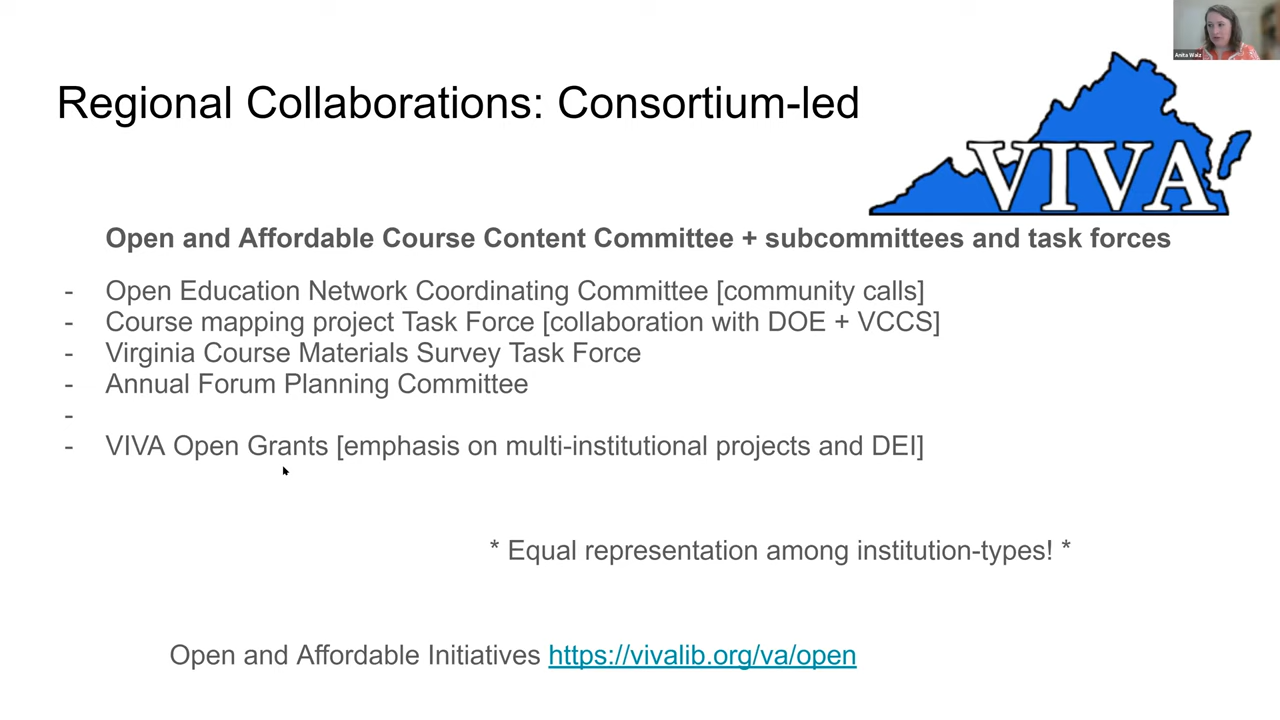 Anita Walz
Regional Collaborations: Consortium-led
VIVA
Open and Affordable Course Content Committee + subcommittees and task forces
- Open Education Network Coordinating Committee [community calls]
- Course mapping project Task Force [collaboration with DOE + VCCS]
- Virginia Course Materials Survey Task Force
- Annual Forum Planning Committee
-
- VIVA Open Grants [emphasis on multi-institutional projects and DEI]
* Equal representation among institution-types! *
Open and Affordable Initiatives https://vivalib.org/va/open